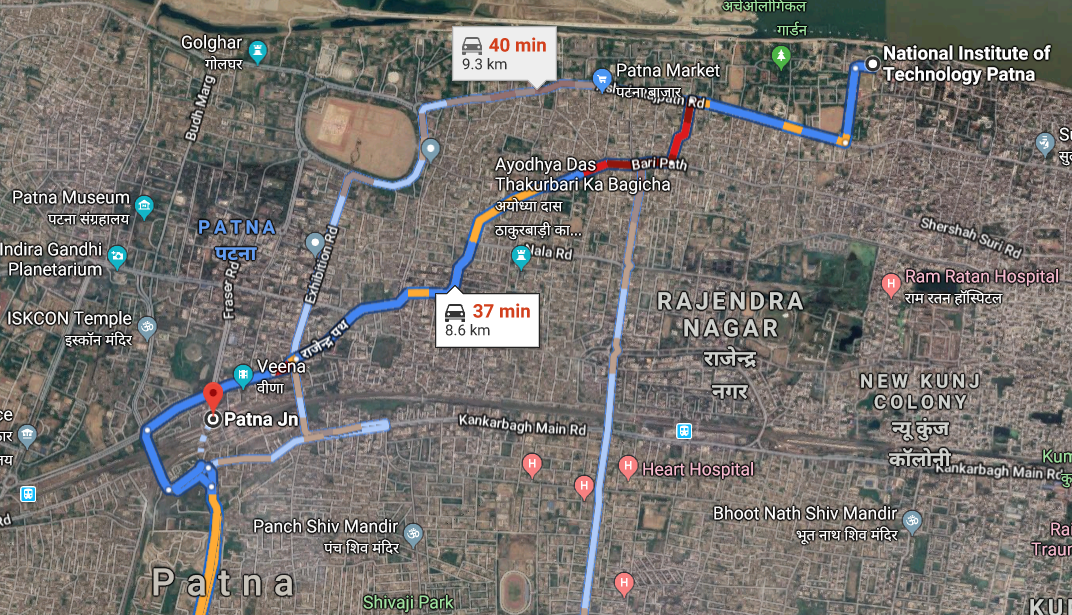 अर्चओलॉगिकल
गार्डन
Golghar
गोलघर
40 min
9.3 km
National Institute of
Technology Patna
Patna Market
पटना बाजार
Budh Marg
Bari Path
Ayodhya Das
Thakurbari Ka Bagicha
अयोध्या दास
ठाकुरबाड़ी का...
Patna Museum
पटना संग्रहालय
PATNA
पटना
Indira Gandhi
Planetarium
Nala Rd
Shershah Suri Rd
Ram Ratan Hospital
राम रतन हॉस्पिटल
Fraser Rd
Exhibition Rd
37 min
8.6 km
RAJENDRA
NAGAR
राजेन्द्र
नगर
ISKCON Temple
इस्कॉन मंदिर
राजेन्द्र पथ
Veena
वीणा
NEW KUNJ
COLONY
न्यू कुंज
कॉलोनी
Patna Jn
Kankarbagh Main Rd
Kankarbagh Main Rd
Heart Hospital
Panch Shiv Mandir
पंच शिव मंदिर
Bhoot Nath Shiv Mandir
भूत नाथ शिव मंदिर
Patna
Shivaji Park